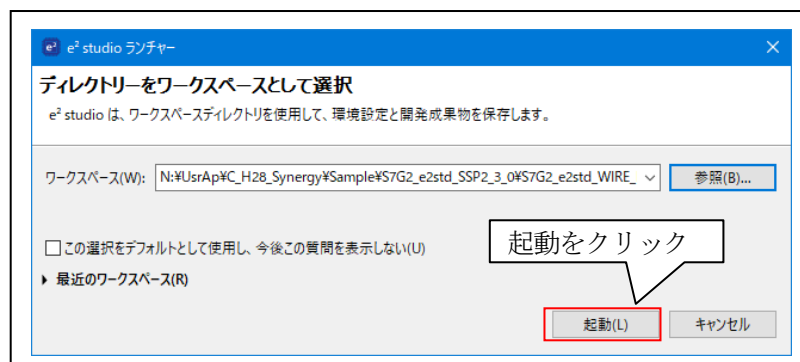 e² e² studio ランチャー
ディレクトリーをワークスペースとして選択
e² studio は、ワークスペースディレクトリを使用して、環境設定と開発成果物を保存します。
ワークスペース(W): N:¥UsrAp¥C_H28_Synergy¥Sample¥S7G2_e2std_SSP2_3_0¥S7G2_e2std_WIRE_ 参照(B)...
起動をクリック
この選択をデフォルトとして使用し、今後この質問を表示しない(U)
最近のワークスペース(R)
起動(L) キャンセル